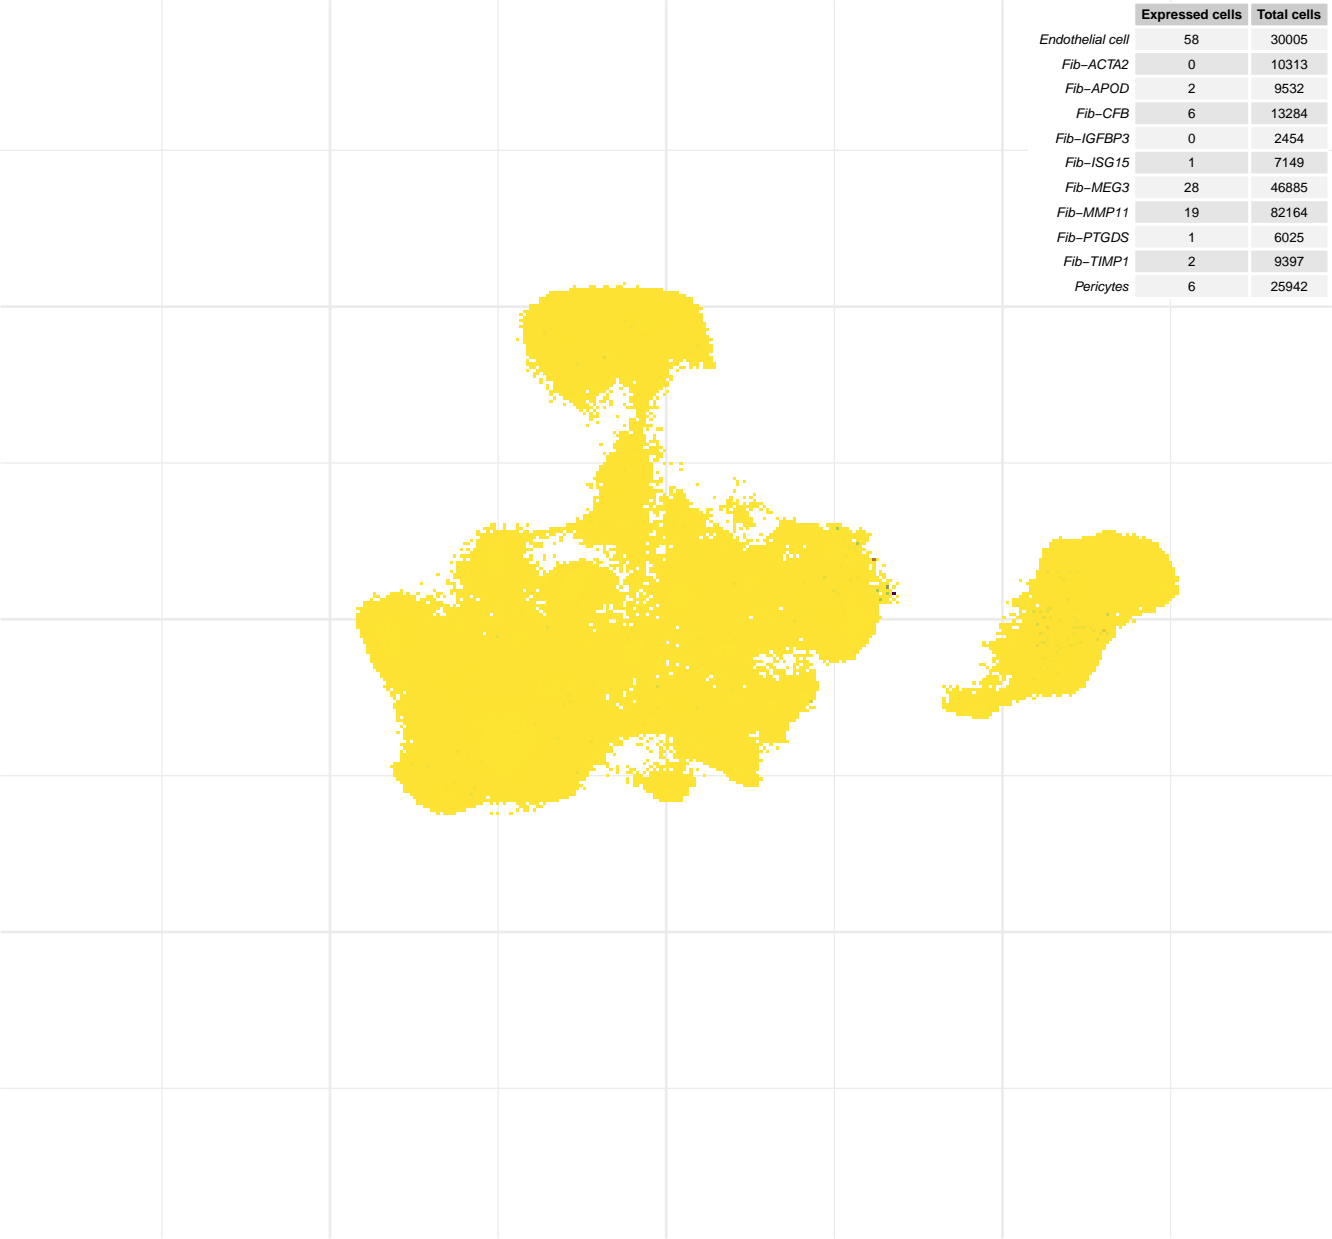 Expressed cells Total cells
Endothelial cell 58 30005
Fib−ACTA2 0 10313
Fib−APOD 2 9532
Fib−CFB 6 13284
Fib−IGFBP3 0 2454
Fib−ISG15 1 7149
Fib−MEG3 28 46885
Fib−MMP11 19 82164
Fib−PTGDS 1 6025
Fib−TIMP1 2 9397
Pericytes 6 25942